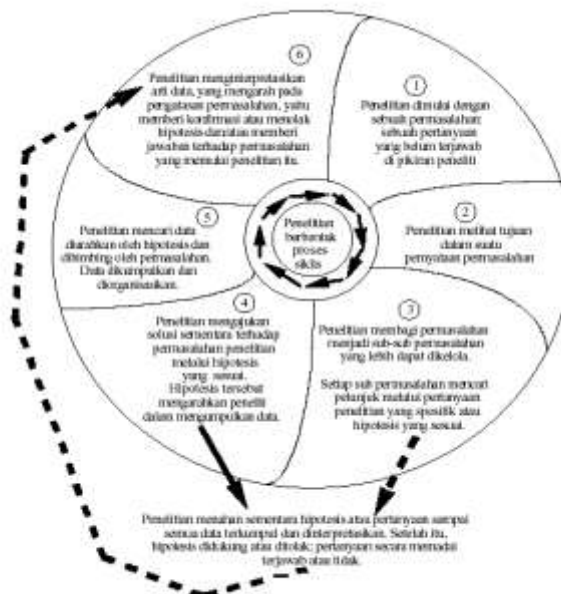 6
Penelitian menginterpretasikan
arti data, yang mengarah pada
pengatasan permasalahan, yaitu
memberi konfirmasi atau menolak
hipotesis dan/atau memberi
jawaban terhadap permasalahan
yang memulai penelitian itu.
1
Penelitian dimulai dengan
sebuah permasalahan:
sebuah pertanyaan
yang belum terjawab
di pikiran peneliti
2
Penelitian melihat tujuan
dalam suatu
pernyataan permasalahan
3
Penelitian membagi permasalahan
menjadi sub-sub permasalahan
yang lebih dapat dikelola.
Setiap sub permasalahan mencari
petunjuk melalui pertanyaan
penelitian yang spesifik atau
hipotesis yang sesuai.
4
Penelitian mengajukan
solusi sementara terhadap
permasalahan penelitian
melalui hipotesis
yang sesuai.
Hipotesis tersebut
mengarahkan peneliti
dalam mengumpulkan data.
5
Penelitian mencari data
diarahkan oleh hipotesis dan
dibimbing oleh permasalahan.
Data dikumpulkan dan
diorganisasikan.
Penelitian
berbentuk
proses
siklis
Penelitian menahan sementara hipotesis atau pertanyaan sampai
semua data terkumpul dan diinterpretasikan. Setelah itu,
hipotesis didukung atau ditolak; pertanyaan secara memadai
terjawab atau tidak.